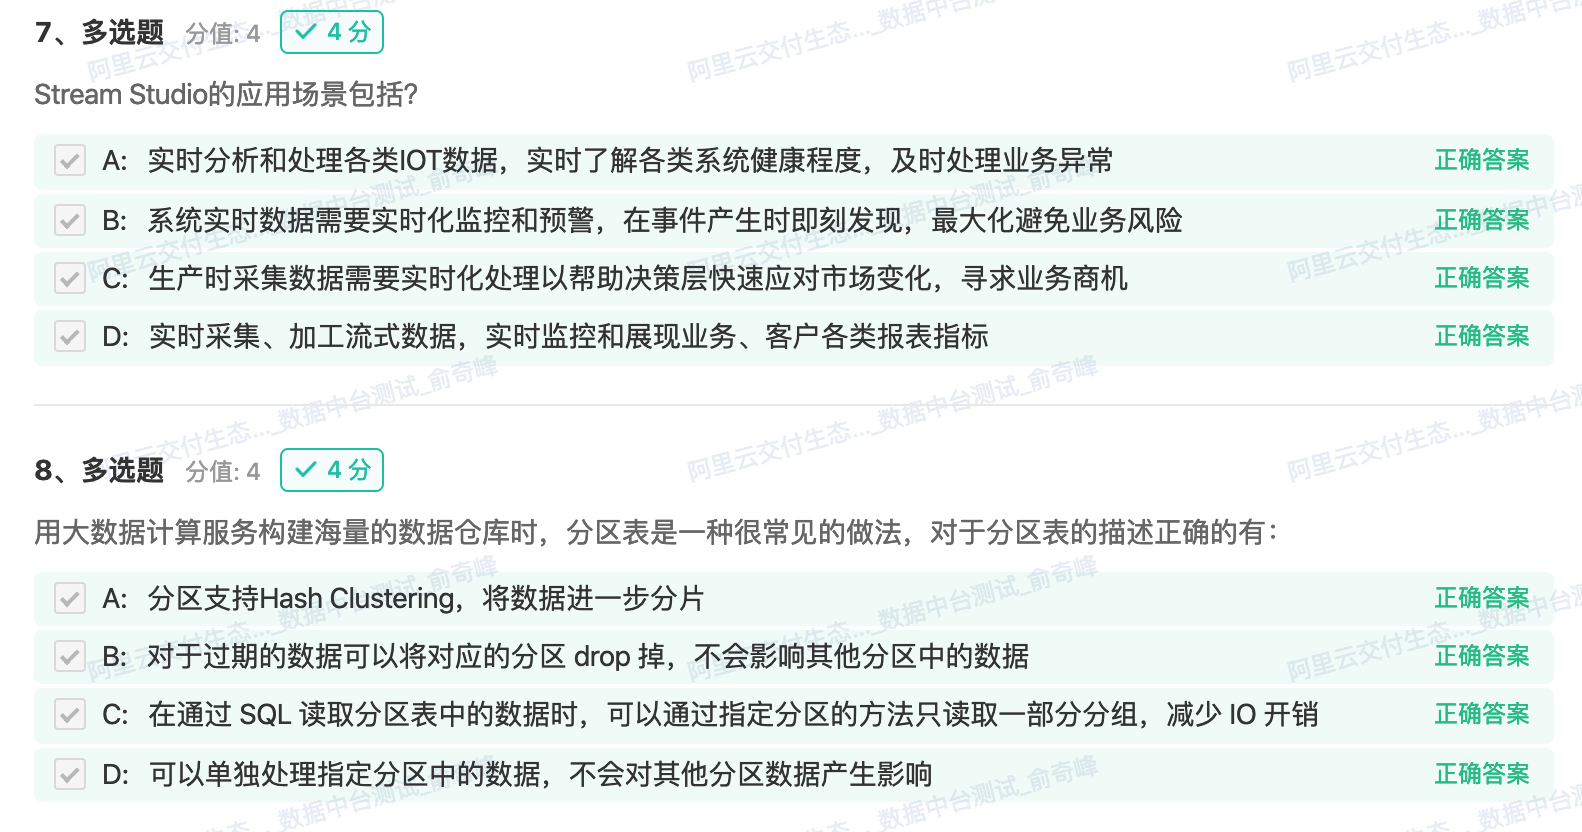 7、多选题 分值: 4 4 分
Stream Studio的应用场景包括?
A: 实时分析和处理各类IOT数据，实时了解各类系统健康程度，及时处理业务异常 正确答案
B: 系统实时数据需要实时化监控和预警，在事件产生时即刻发现，最大化避免业务风险 正确答案
C: 生产时采集数据需要实时化处理以帮助决策层快速应对市场变化，寻求业务商机 正确答案
D: 实时采集、加工流式数据，实时监控和展现业务、客户各类报表指标 正确答案
8、多选题 分值: 4 4 分
用大数据计算服务构建海量的数据仓库时，分区表是一种很常见的做法，对于分区表的描述正确的有：
A: 分区支持Hash Clustering，将数据进一步分片 正确答案
B: 对于过期的数据可以将对应的分区 drop 掉，不会影响其他分区中的数据 正确答案
C: 在通过 SQL 读取分区表中的数据时，可以通过指定分区的方法只读取一部分分组，减少 IO 开销 正确答案
D: 可以单独处理指定分区中的数据，不会对其他分区数据产生影响 正确答案
阿里云交付生态..._数据中台测试_俞奇峰